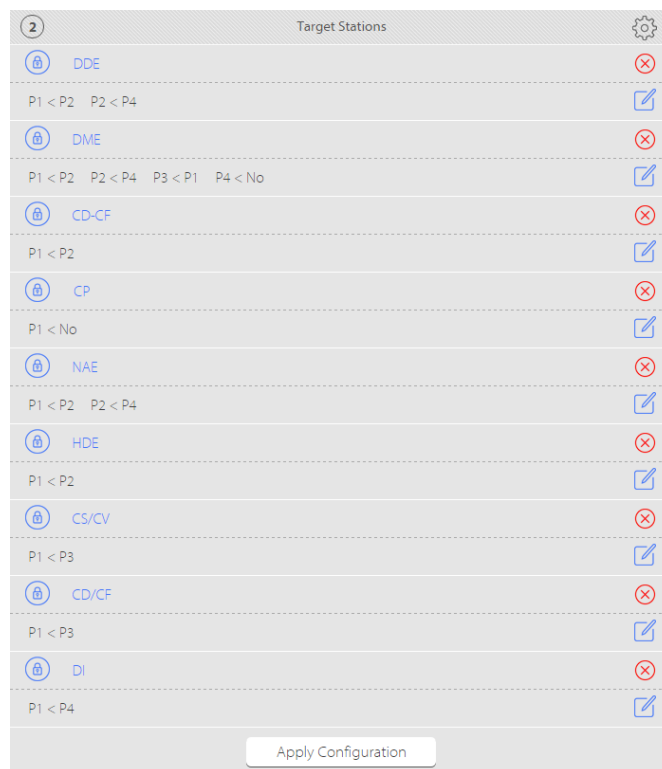 2 Target Stations
DDE
P1 < P2 P2 < P4
DME
P1 < P2 P2 < P4 P3 < P1 P4 < No
CD-CF
P1 < P2
CP
P1 < No
NAE
P1 < P2 P2 < P4
HDE
P1 < P2
CS/CV
P1 < P3
CD/CF
P1 < P3
DI
P1 < P4
Apply Configuration